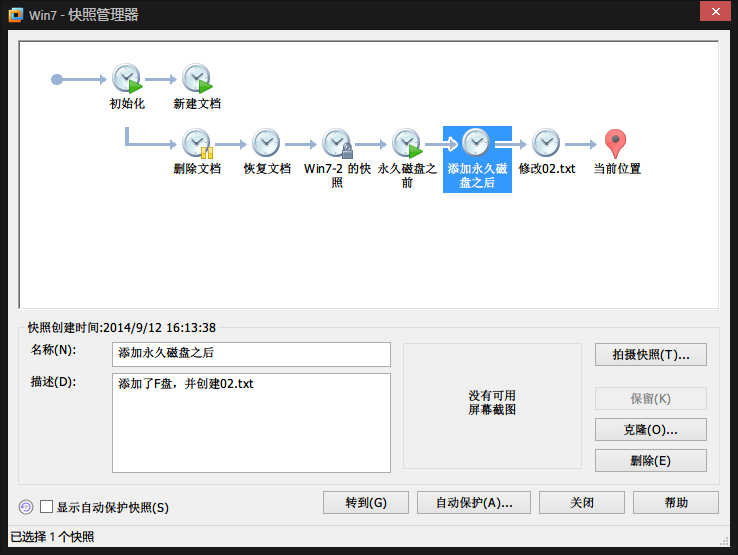 Win7 - 快照管理器
初始化
新建文档
删除文档
恢复文档
Win7-2 的快
照
永久磁盘之
前
添加永久磁
盘之后
修改02.txt
当前位置
快照创建时间:2014/9/12 16:13:38
名称(N):
添加永久磁盘之后
描述(D):
添加了F盘，并创建02.txt
没有可用
屏幕截图
拍摄快照(T)...
保留(K)
克隆(O)...
删除(E)
显示自动保护快照(S)
转到(G)
自动保护(A)...
关闭
帮助
已选择 1 个快照